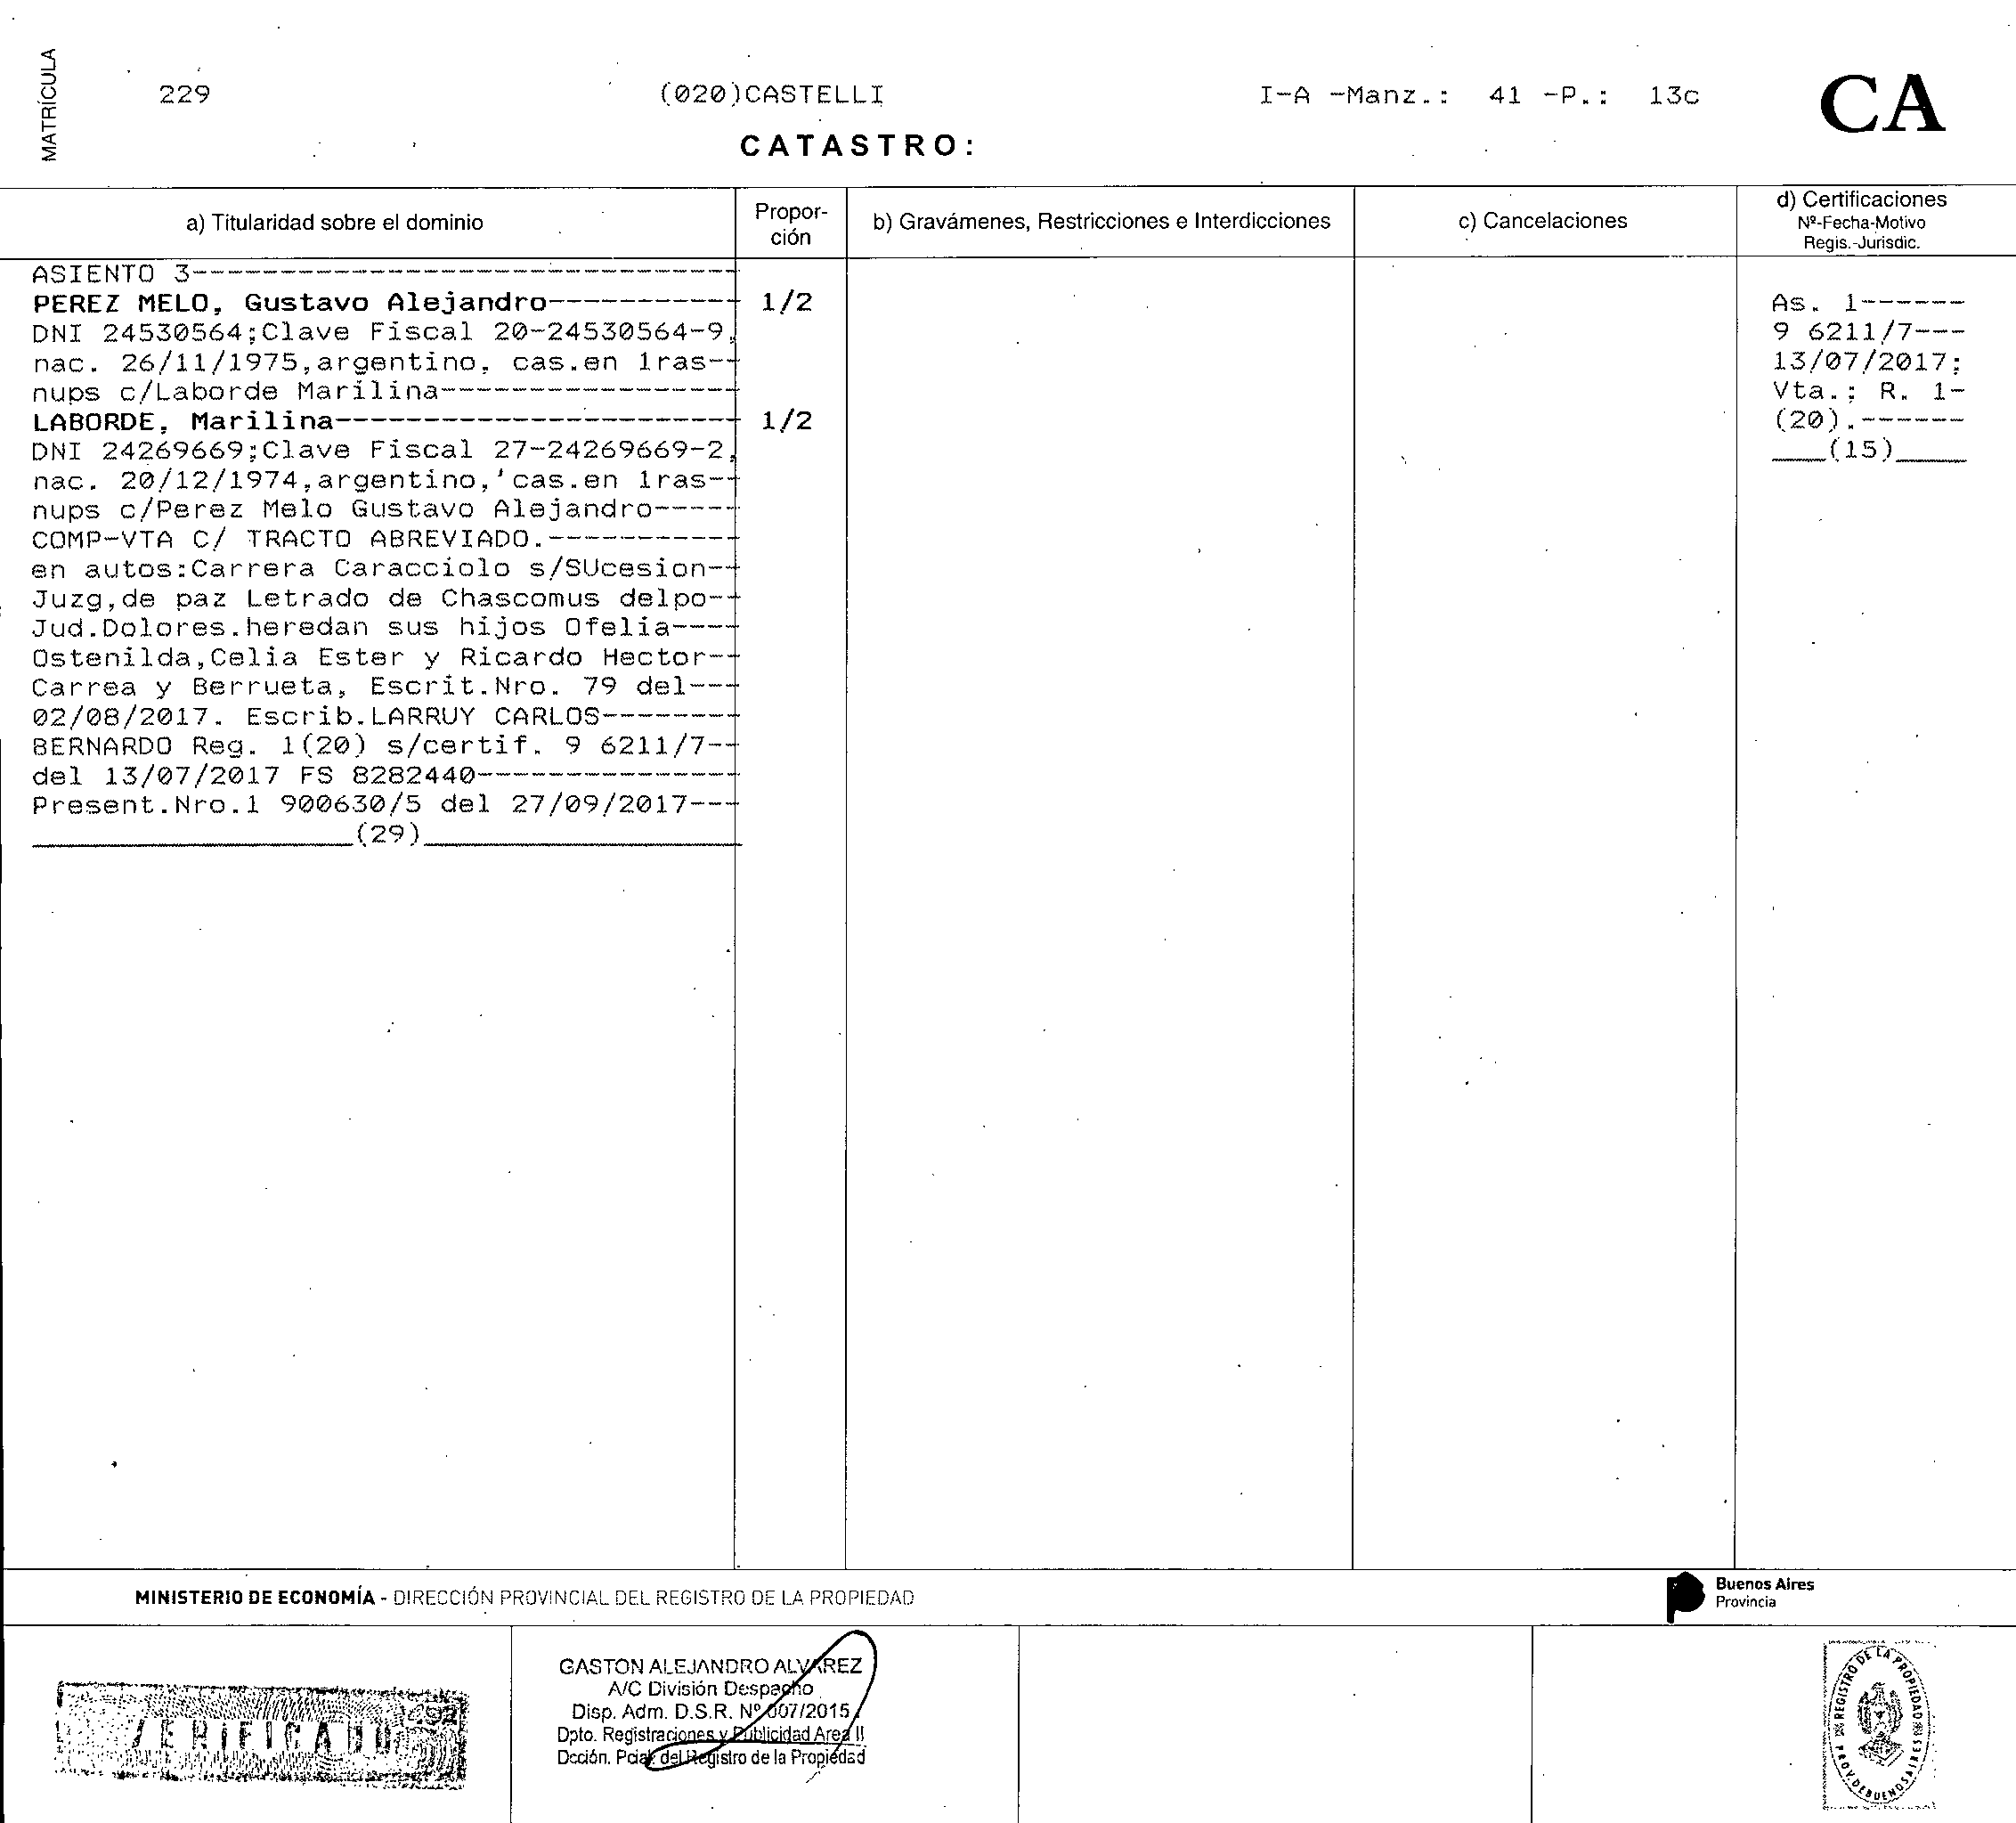 MATRÍCULA
229
(020)CASTELLI
I-A -Manz.: 41 -P.: 13c
CA
CATASTRO:
a) Titularidad sobre el dominio
Propor-
ción
b) Gravámenes, Restricciones e Interdicciones
c) Cancelaciones
d) Certificaciones
Nº-Fecha-Motivo
Regis.-Jurisdic.
ASIENTO 3-------------------------------
PEREZ MELO, Gustavo Alejandro----------- 1/2
DNI 24530564;Clave Fiscal 20-24530564-9,
nac. 26/11/1975,argentino, cas.en 1ras--
nups c/Laborde Marilina-----------------
LABORDE, Marilina----------------------- 1/2
DNI 24269669;Clave Fiscal 27-24269669-2,
nac. 20/12/1974,argentino,'cas.en 1ras--
nups c/Perez Melo Gustavo Alejandro-----
COMP-VTA C/ TRACTO ABREVIADO.-----------
en autos:Carrera Caracciolo s/SUcesion--
Juzg,de paz Letrado de Chascomus delpo--
Jud.Dolores.heredan sus hijos Ofelia----
Ostenilda,Celia Ester y Ricardo Hector--
Carrea y Berrueta, Escrit.Nro. 79 del---
02/08/2017. Escrib.LARRUY CARLOS--------
BERNARDO Reg. 1(20) s/certif. 9 6211/7--
del 13/07/2017 FS 8282440---------------
Present.Nro.1 900630/5 del 27/09/2017---
(29)
As. 1------
9 6211/7---
13/07/2017;
Vta.; R. 1-
(20).------
___(15)____
MINISTERIO DE ECONOMÍA - DIRECCIÓN PROVINCIAL DEL REGISTRO DE LA PROPIEDAD
Buenos Aires
Provincia
VERIFICADO
GASTON ALEJANDRO ALVAREZ
A/C División Despacho
Disp. Adm. D.S.R. Nº 007/2015
Dpto. Registraciones y Publicidad Area II
Dcción. Pcial. del Registro de la Propiedad
REGISTRO DE LA PROPIEDAD
PROV. DE BUENOS AIRES